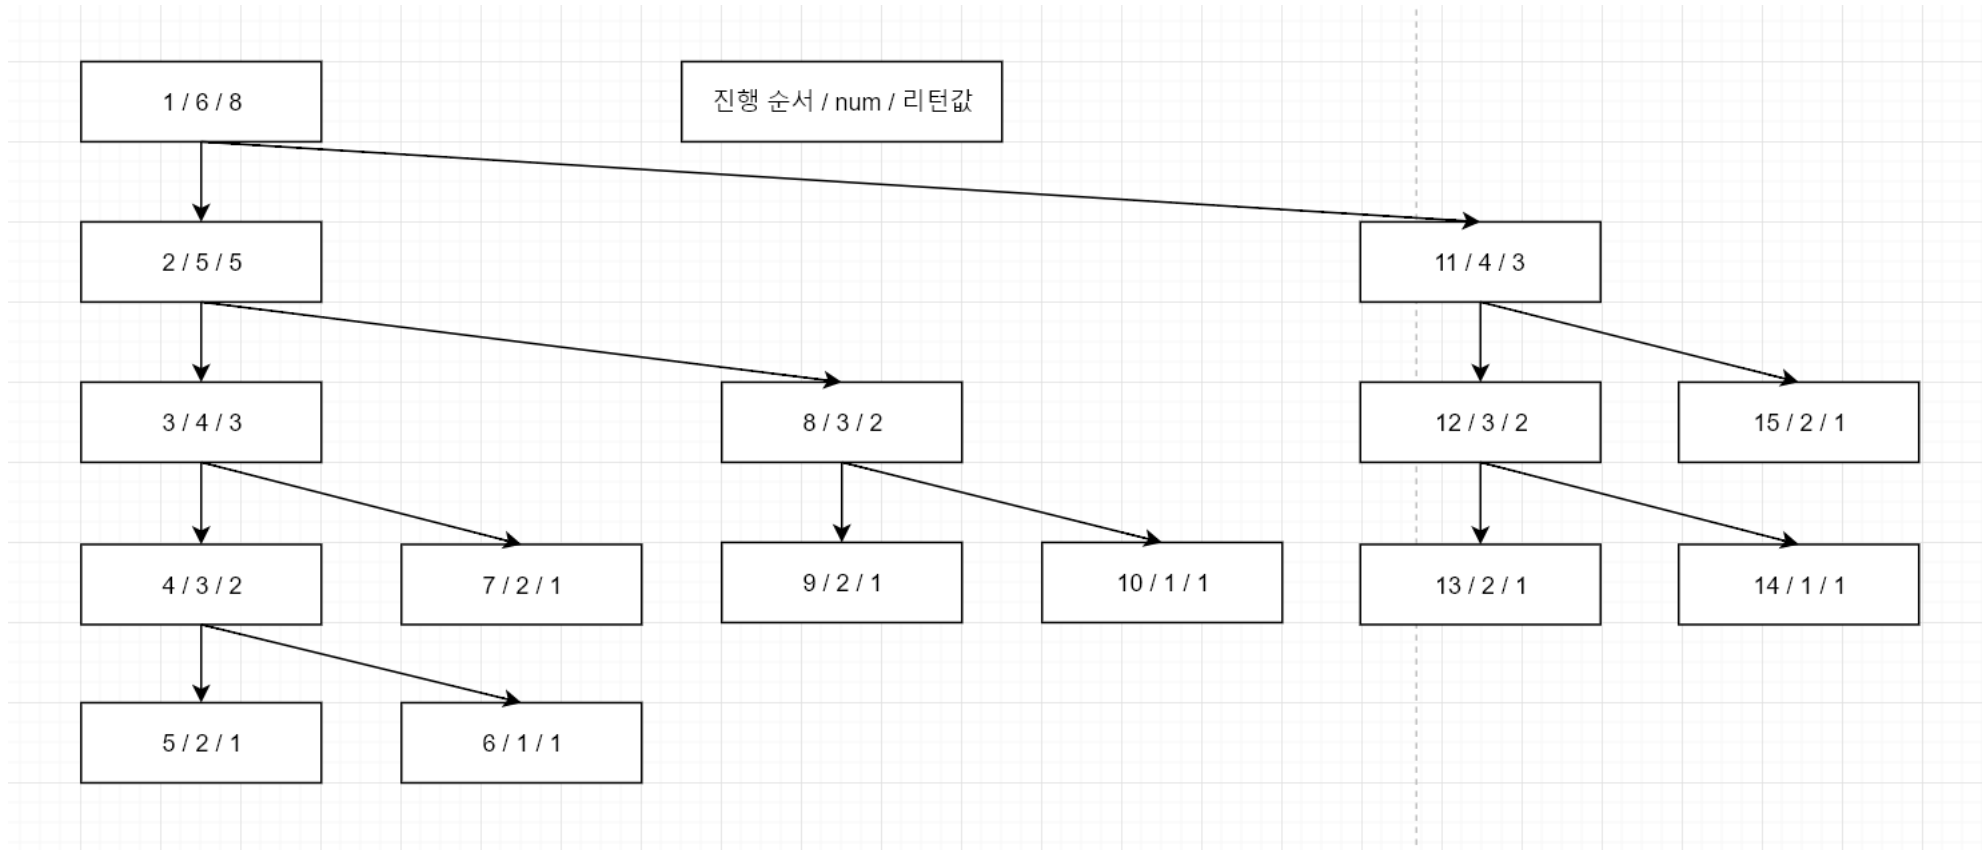 1 / 6 / 8
진행 순서 / num / 리턴값
2 / 5 / 5
11 / 4 / 3
3 / 4 / 3
8 / 3 / 2
12 / 3 / 2
15 / 2 / 1
4 / 3 / 2
7 / 2 / 1
9 / 2 / 1
10 / 1 / 1
13 / 2 / 1
14 / 1 / 1
5 / 2 / 1
6 / 1 / 1